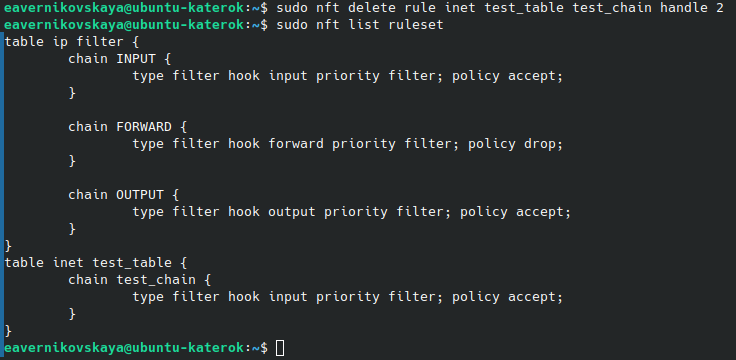 eavernikovskaya@ubuntu-katerok:~$ sudo nft delete rule inet test_table test_chain handle 2
eavernikovskaya@ubuntu-katerok:~$ sudo nft list ruleset
table ip filter {
        chain INPUT {
                type filter hook input priority filter; policy accept;
        }

        chain FORWARD {
                type filter hook forward priority filter; policy drop;
        }

        chain OUTPUT {
                type filter hook output priority filter; policy accept;
        }
}
table inet test_table {
        chain test_chain {
                type filter hook input priority filter; policy accept;
        }
}
eavernikovskaya@ubuntu-katerok:~$